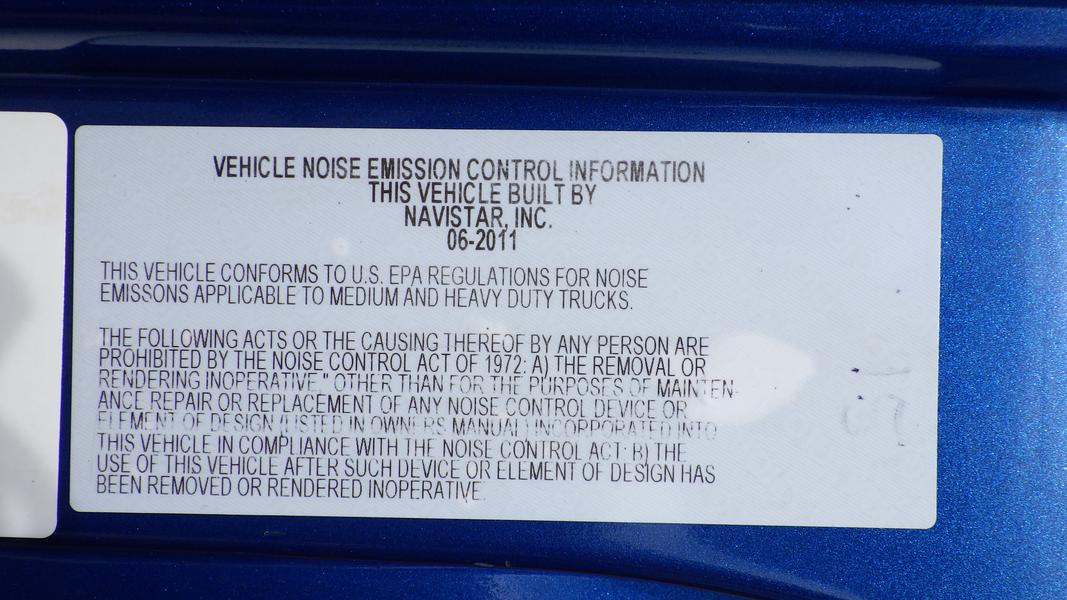 VEHICLE NOISE EMISSION CONTROL INFORMATION
THIS VEHICLE BUILT BY
NAVISTAR, INC.
06-2011
THIS VEHICLE CONFORMS TO U.S. EPA REGULATIONS FOR NOISE
EMISSONS APPLICABLE TO MEDIUM AND HEAVY DUTY TRUCKS.
THE FOLLOWING ACTS OR THE CAUSING THEREOF BY ANY PERSON ARE
PROHIBITED BY THE NOISE CONTROL ACT OF 1972: A) THE REMOVAL OR
RENDERING INOPERATIVE," OTHER THAN FOR THE PURPOSES OF MAINTEN-
ANCE REPAIR OR REPLACEMENT OF ANY NOISE CONTROL DEVICE OR
ELEMENT OF DESIGN (LISTED IN OWNERS MANUAL) INCORPORATED INTO
THIS VEHICLE IN COMPLIANCE WITH THE NOISE CONTROL ACT: B) THE
USE OF THIS VEHICLE AFTER SUCH DEVICE OR ELEMENT OF DESIGN HAS
BEEN REMOVED OR RENDERED INOPERATIVE.